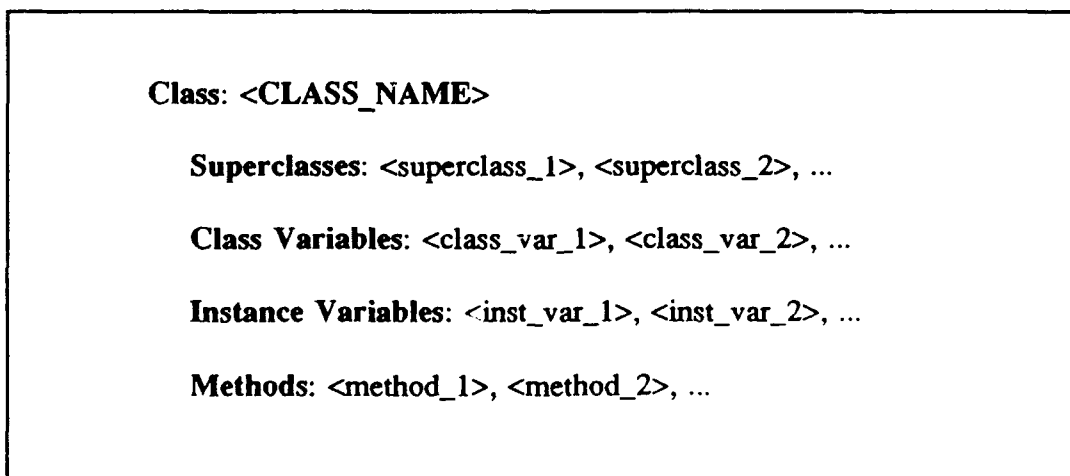 Class: <CLASS_NAME>
Superclasses: <superclass_1>, <superclass_2>, ...
Class Variables: <class_var_1>, <class_var_2>, ...
Instance Variables: <inst_var_1>, <inst_var_2>, ...
Methods: <method_1>, <method_2>, ...